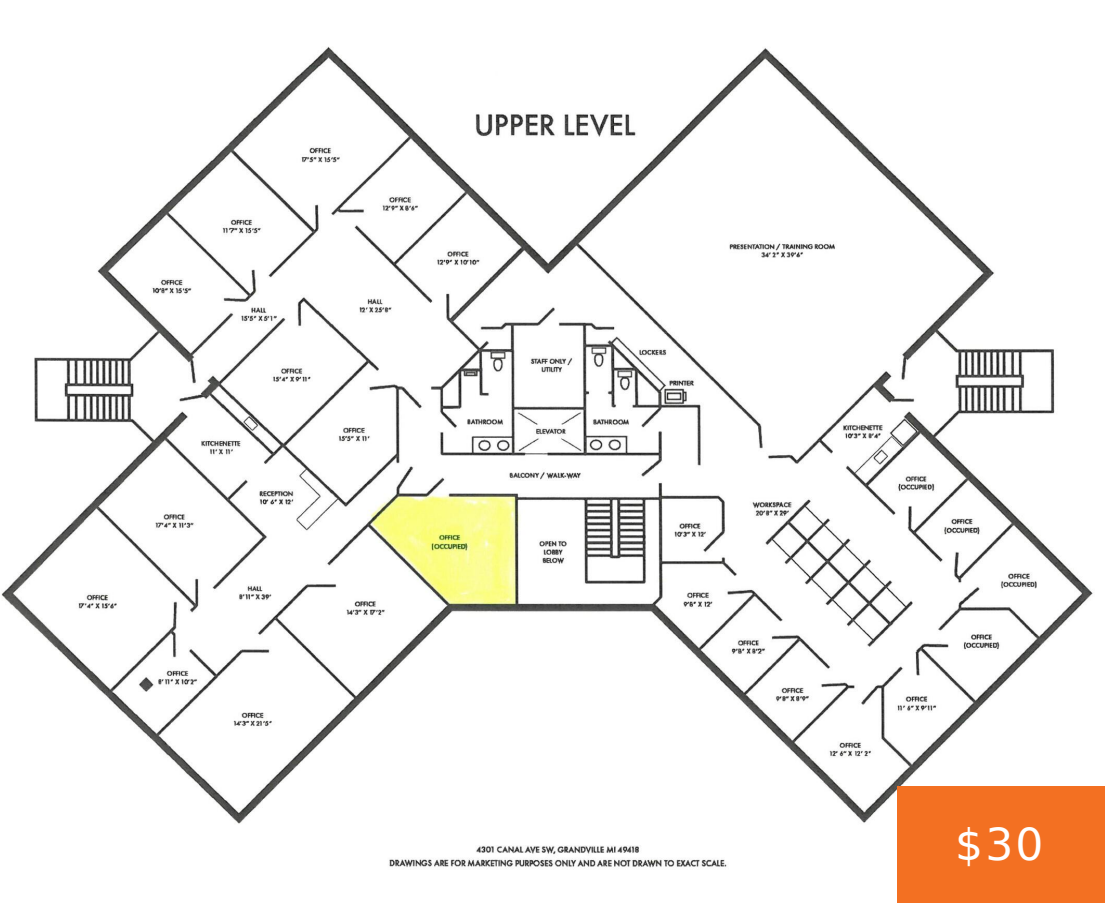 UPPER LEVEL
OFFICE
17'5" X 15'5"
OFFICE
12'9" X 8'6"
OFFICE
11'7" X 15'5"
OFFICE
12'9" X 10'10"
OFFICE
10'8" X 15'5"
HALL
12' X 25'8"
HALL
15'5" X 5'1"
PRESENTATION / TRAINING ROOM
34' 2" X 39'6"
LOCKERS
STAFF ONLY /
UTILITY
PRINTER
OFFICE
15'4" X 9'11"
BATHROOM
ELEVATOR
BATHROOM
OFFICE
15'5" X 11'
KITCHENETTE
11' X 11'
KITCHENETTE
10'3" X 8'4"
BALCONY / WALK-WAY
RECEPTION
10' 6" X 12'
OFFICE
(OCCUPIED)
OFFICE
17'4" X 11'3"
WORKSPACE
20'8" X 29'
OFFICE
(OCCUPIED)
OFFICE
10'3" X 12'
OFFICE
(OCCUPIED)
OPEN TO
LOBBY
BELOW
OFFICE
(OCCUPIED)
HALL
8'11" X 39'
OFFICE
17'4" X 15'6"
OFFICE
14'3" X 17'2"
OFFICE
9'8" X 12'
OFFICE
(OCCUPIED)
OFFICE
9'8" X 8'2"
OFFICE
8' 11" X 10'2"
OFFICE
9'8" X 8'9"
OFFICE
11' 6" X 9'11"
OFFICE
14'3" X 21'5"
OFFICE
12' 6" X 12' 2"
4301 CANAL AVE SW, GRANDVILLE MI 49418
DRAWINGS ARE FOR MARKETING PURPOSES ONLY AND ARE NOT DRAWN TO EXACT SCALE.
$30